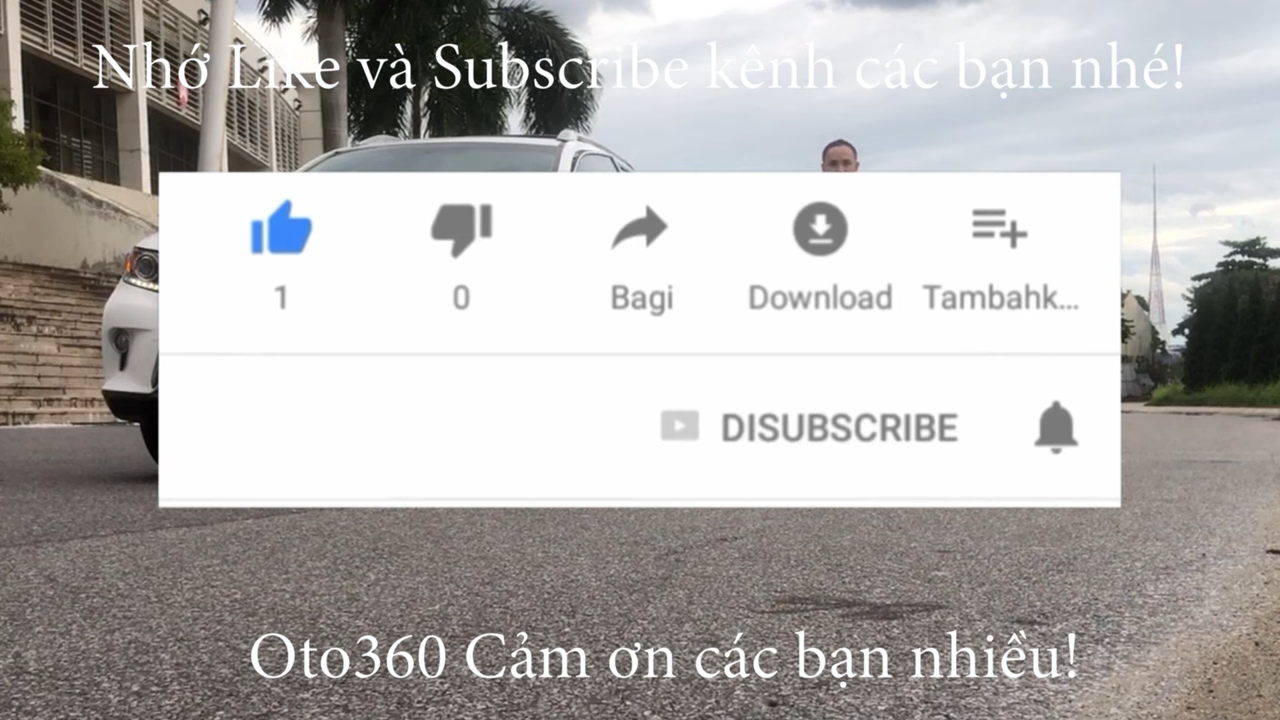 Nhớ Like và Subscribe kênh các bạn nhé!
1 0 Bagi Download Tambahk...
DISUBSCRIBE
Oto360 Cảm ơn các bạn nhiều!